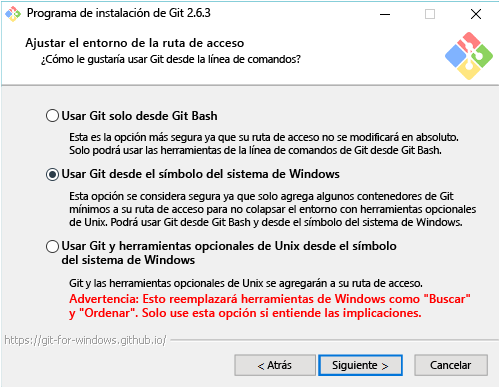 Programa de instalación de Git 2.6.3
Ajustar el entorno de la ruta de acceso
¿Cómo le gustaría usar Git desde la línea de comandos?
Usar Git solo desde Git Bash
Esta es la opción más segura ya que su ruta de acceso no se modificará en absoluto.
Solo podrá usar las herramientas de la línea de comandos de Git desde Git Bash.
Usar Git desde el símbolo del sistema de Windows
Esta opción se considera segura ya que solo agrega algunos contenedores de Git
mínimos a su ruta de acceso para no colapsar el entorno con herramientas opcionales
de Unix. Podrá usar Git desde Git Bash y desde el símbolo del sistema de Windows.
Usar Git y herramientas opcionales de Unix desde el símbolo
del sistema de Windows
Git y las herramientas opcionales de Unix se agregarán a su ruta de acceso.
Advertencia: Esto reemplazará herramientas de Windows como "Buscar"
y "Ordenar". Solo use esta opción si entiende las implicaciones.
https://git-for-windows.github.io/
< Atrás
Siguiente >
Cancelar